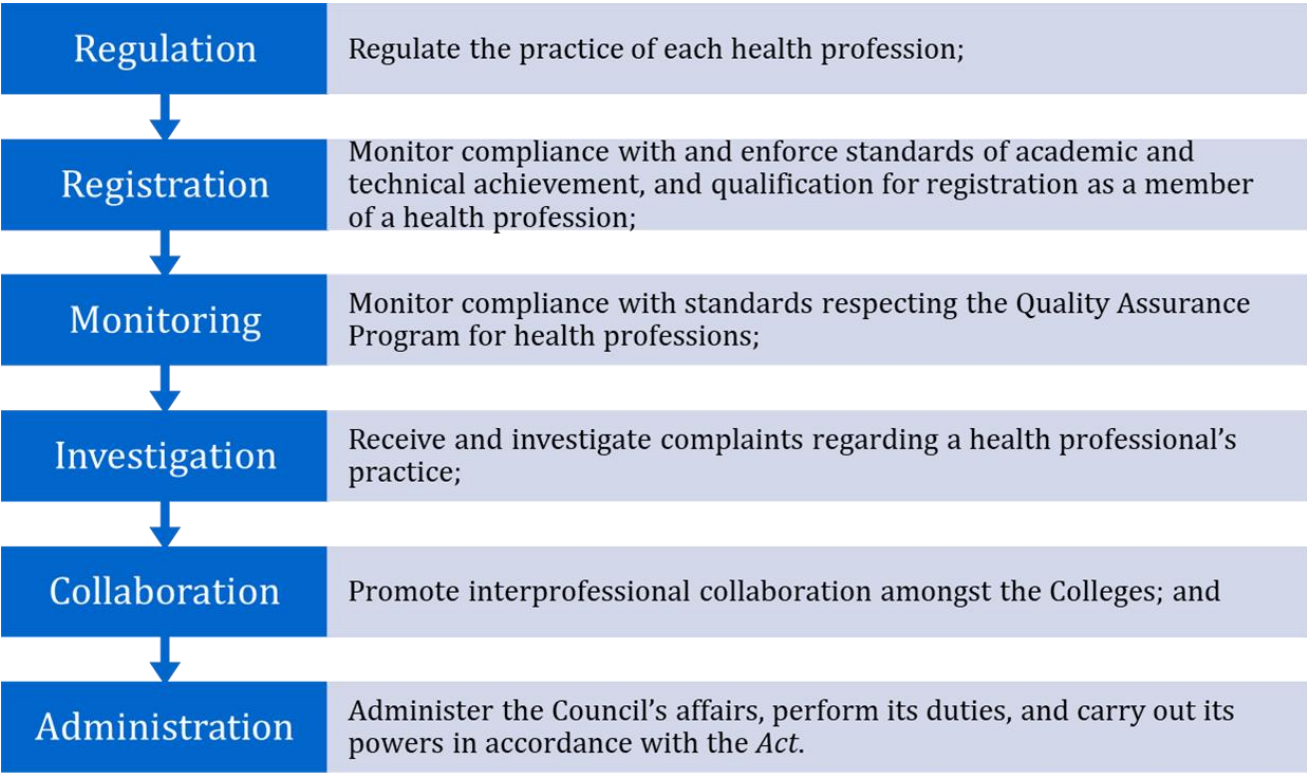 Regulation
Regulate the practice of each health profession;
Registration
Monitor compliance with and enforce standards of academic and
technical achievement, and qualification for registration as a member
of a health profession;
Monitoring
Monitor compliance with standards respecting the Quality Assurance
Program for health professions;
Investigation
Receive and investigate complaints regarding a health professional’s
practice;
Collaboration
Promote interprofessional collaboration amongst the Colleges; and
Administration
Administer the Council’s affairs, perform its duties, and carry out its
powers in accordance with the Act.